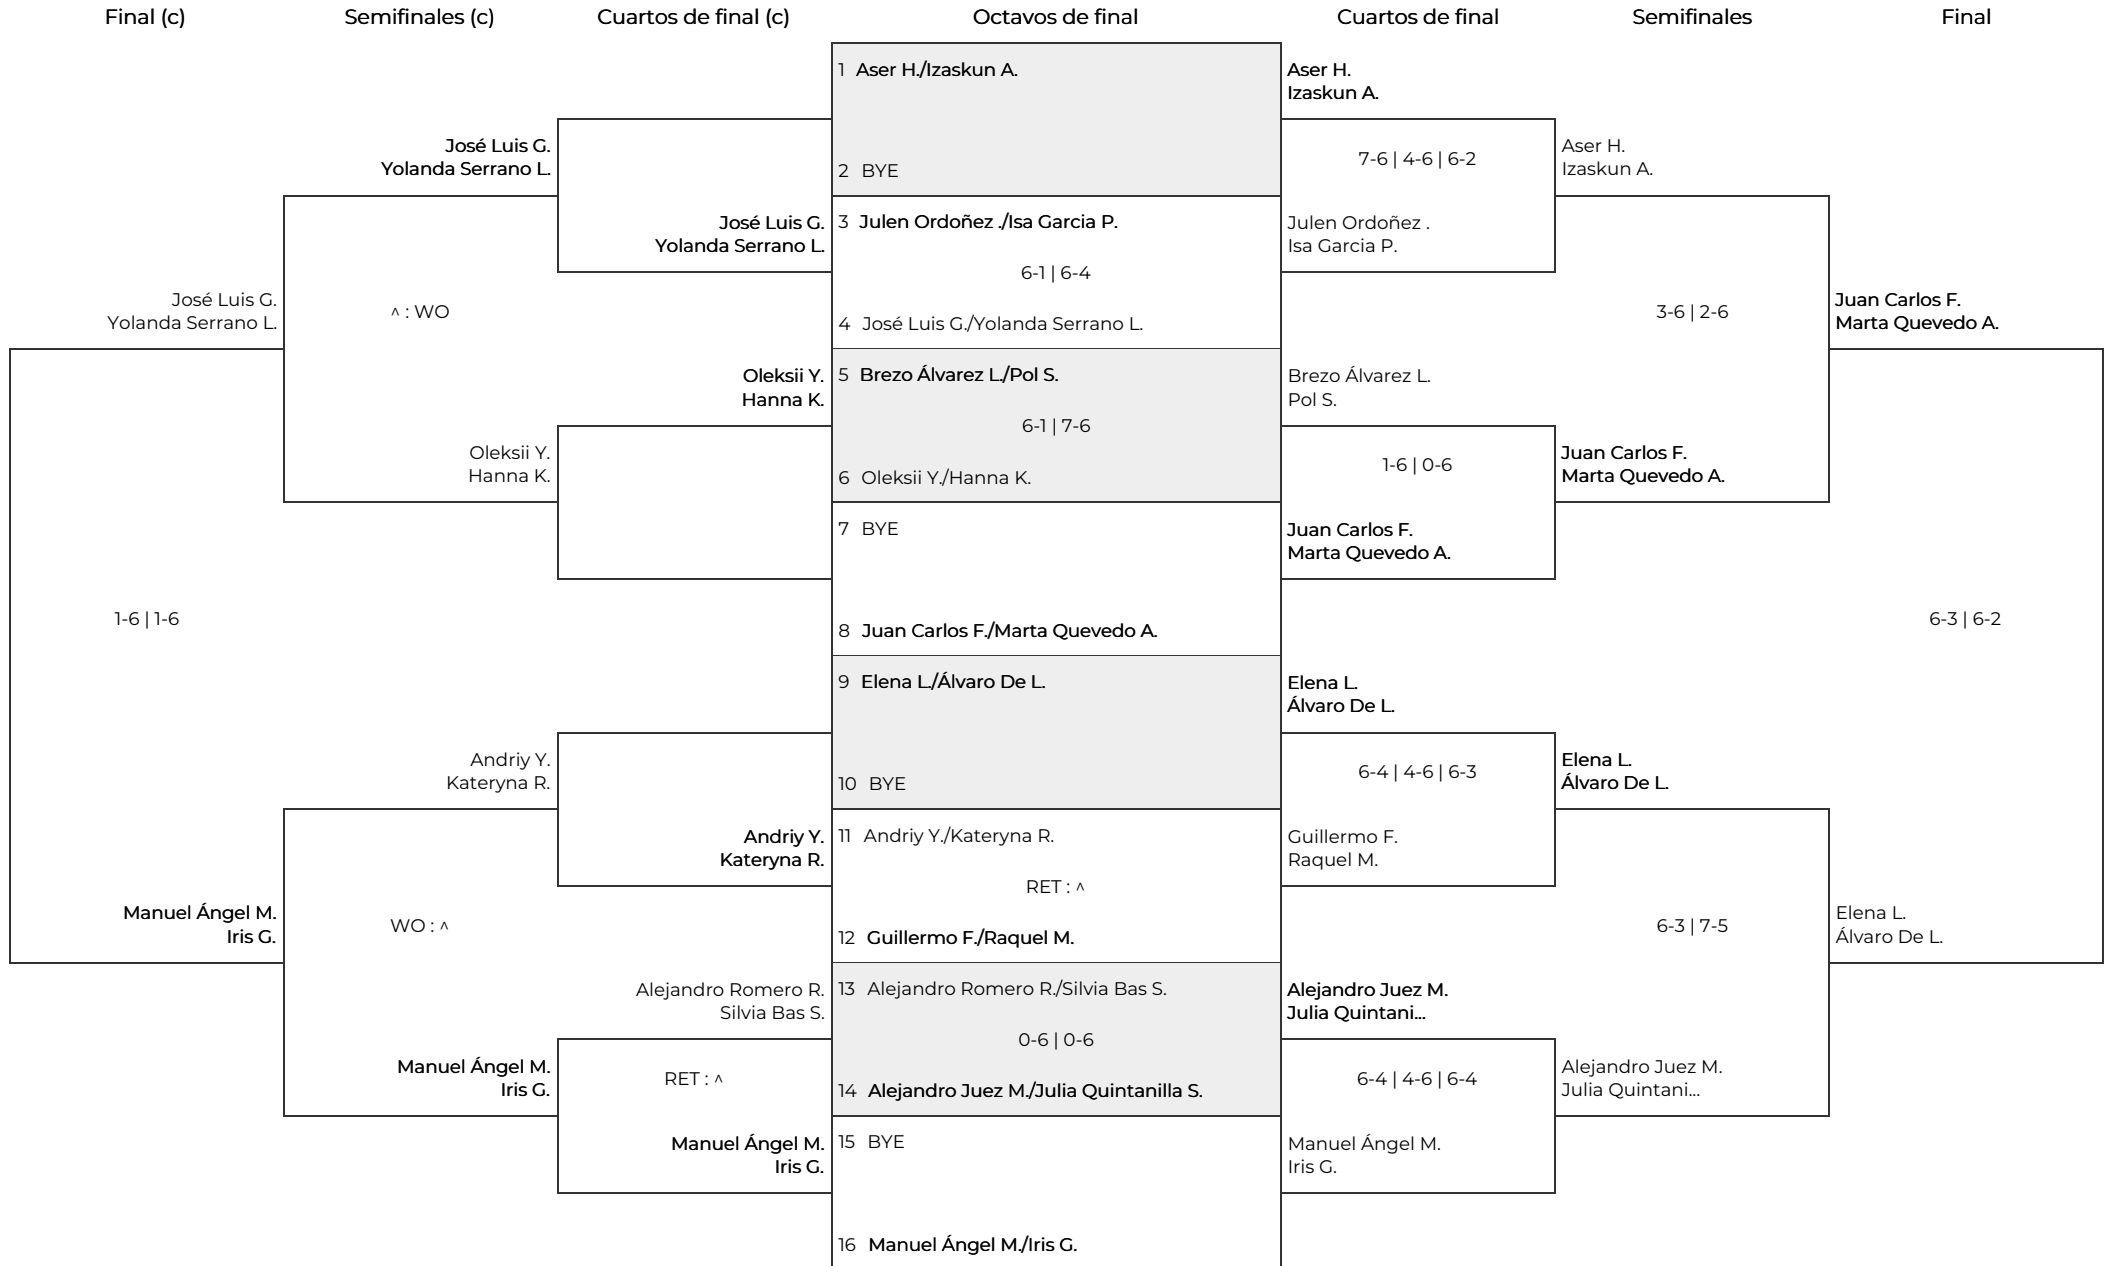 Final (c)
Semifinales (c)
Cuartos de final (c)
Octavos de final
Cuartos de final
Semifinales
Final
José Luis G.
Yolanda Serrano L.
1-6 | 1-6
Manuel Ángel M.
Iris G.
José Luis G.
Yolanda Serrano L.
^ : WO
Oleksii Y.
Hanna K.
Andriy Y.
Kateryna R.
WO : ^
Manuel Ángel M.
Iris G.
José Luis G.
Yolanda Serrano L.
Oleksii Y.
Hanna K.
Andriy Y.
Kateryna R.
Alejandro Romero R.
Silvia Bas S.
RET : ^
Manuel Ángel M.
Iris G.
1 Aser H./Izaskun A.
2 BYE
3 Julen Ordoñez ./Isa Garcia P.
6-1 | 6-4
4 José Luis G./Yolanda Serrano L.
5 Brezo Álvarez L./Pol S.
6-1 | 7-6
6 Oleksii Y./Hanna K.
7 BYE
8 Juan Carlos F./Marta Quevedo A.
9 Elena L./Álvaro De L.
10 BYE
11 Andriy Y./Kateryna R.
RET : ^
12 Guillermo F./Raquel M.
13 Alejandro Romero R./Silvia Bas S.
0-6 | 0-6
14 Alejandro Juez M./Julia Quintanilla S.
15 BYE
16 Manuel Ángel M./Iris G.
Aser H.
Izaskun A.
7-6 | 4-6 | 6-2
Julen Ordoñez .
Isa Garcia P.
Brezo Álvarez L.
Pol S.
1-6 | 0-6
Juan Carlos F.
Marta Quevedo A.
Elena L.
Álvaro De L.
6-4 | 4-6 | 6-3
Guillermo F.
Raquel M.
Alejandro Juez M.
Julia Quintani...
6-4 | 4-6 | 6-4
Manuel Ángel M.
Iris G.
Aser H.
Izaskun A.
3-6 | 2-6
Juan Carlos F.
Marta Quevedo A.
Elena L.
Álvaro De L.
6-3 | 7-5
Alejandro Juez M.
Julia Quintani...
Juan Carlos F.
Marta Quevedo A.
6-3 | 6-2
Elena L.
Álvaro De L.